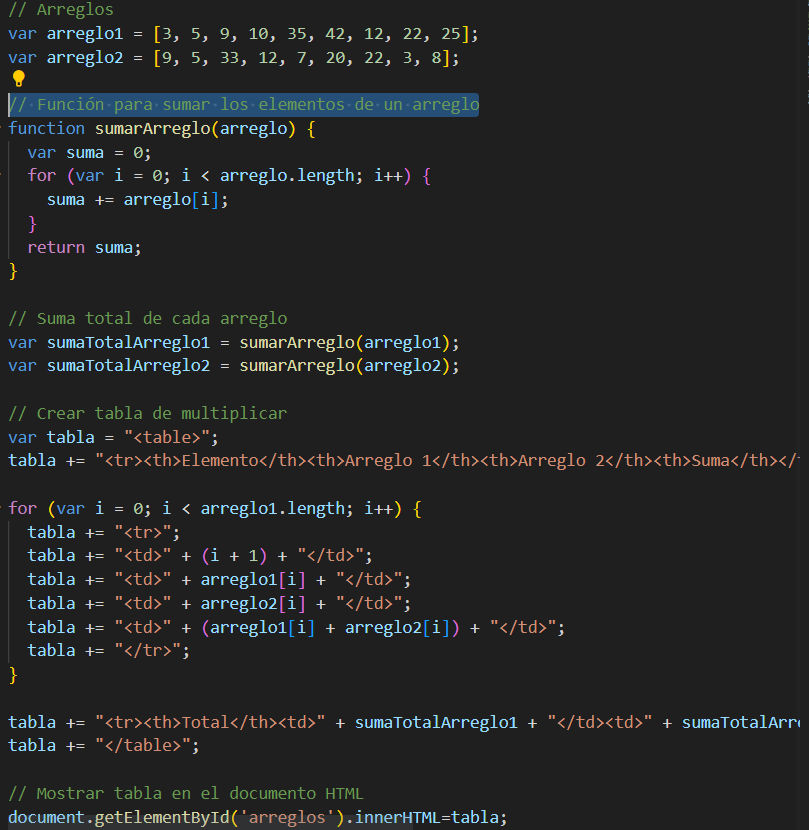 // Arreglos
var arreglo1 = [3, 5, 9, 10, 35, 42, 12, 22, 25];
var arreglo2 = [9, 5, 33, 12, 7, 20, 22, 3, 8];
// Función para sumar los elementos de un arreglo
function sumarArreglo(arreglo) {
var suma = 0;
for (var i = 0; i < arreglo.length; i++) {
suma += arreglo[i];
}
return suma;
}
// Suma total de cada arreglo
var sumaTotalArreglo1 = sumarArreglo(arreglo1);
var sumaTotalArreglo2 = sumarArreglo(arreglo2);
// Crear tabla de multiplicar
var tabla = "<table>";
tabla += "<tr><th>Elemento</th><th>Arreglo 1</th><th>Arreglo 2</th><th>Suma</th></
for (var i = 0; i < arreglo1.length; i++) {
tabla += "<tr>";
tabla += "<td>" + (i + 1) + "</td>";
tabla += "<td>" + arreglo1[i] + "</td>";
tabla += "<td>" + arreglo2[i] + "</td>";
tabla += "<td>" + (arreglo1[i] + arreglo2[i]) + "</td>";
tabla += "</tr>";
}
tabla += "<tr><th>Total</th><td>" + sumaTotalArreglo1 + "</td><td>" + sumaTotalArr
tabla += "</table>";
// Mostrar tabla en el documento HTML
document.getElementById('arreglos').innerHTML=tabla;